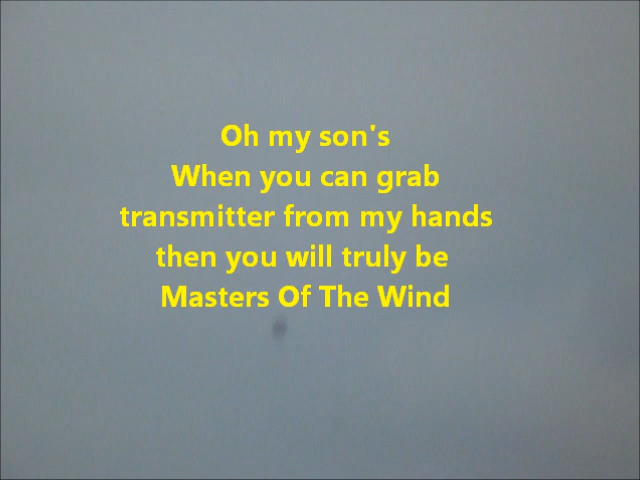 Oh my son's
When you can grab
transmitter from my hands
then you will truly be
Masters Of The Wind